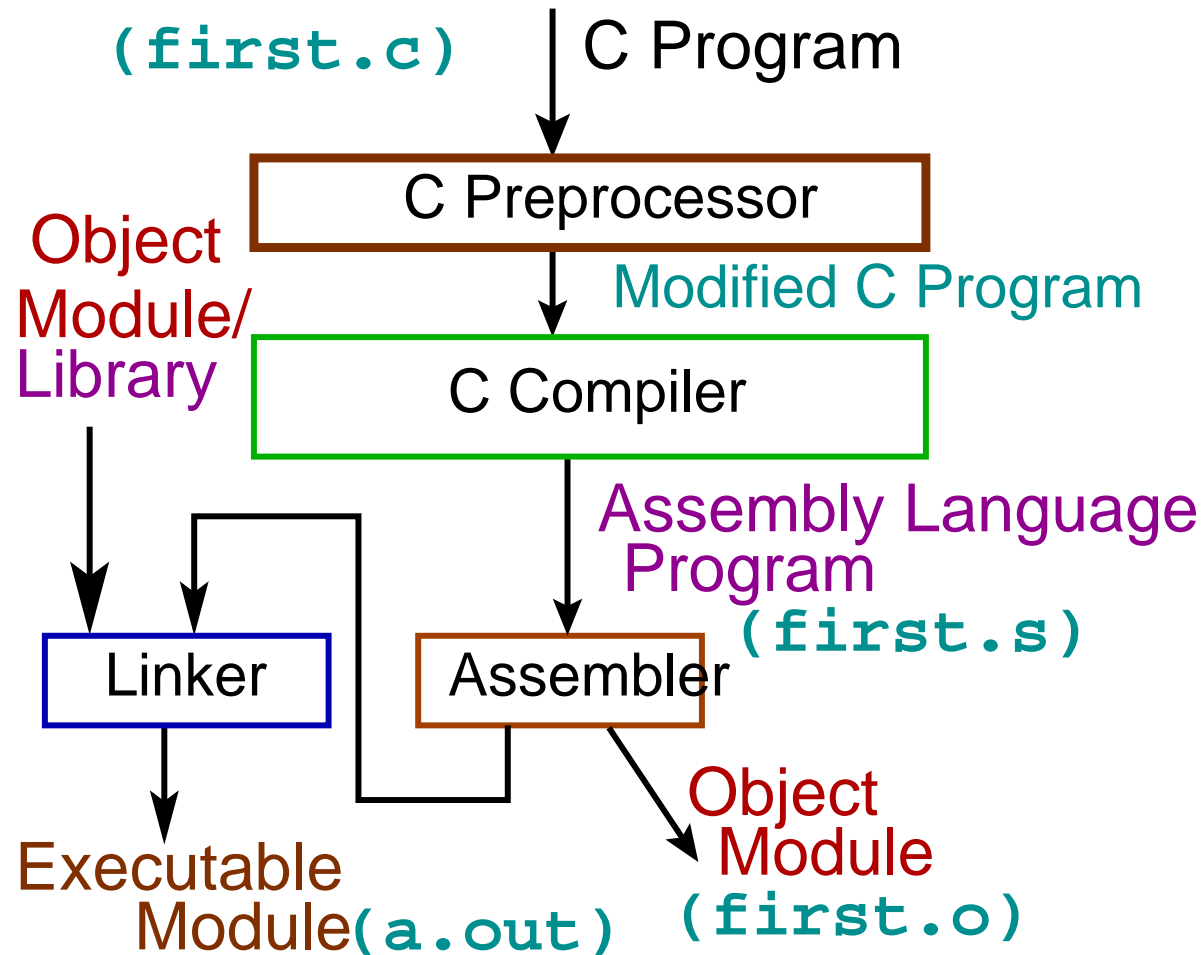 (first.c)
C Program
C Preprocessor
Object
Module/
Library
Modified C Program
C Compiler
Assembly Language
Program
(first.s)
Linker
Assembler
Object
Module
(first.o)
Executable
Module(a.out)